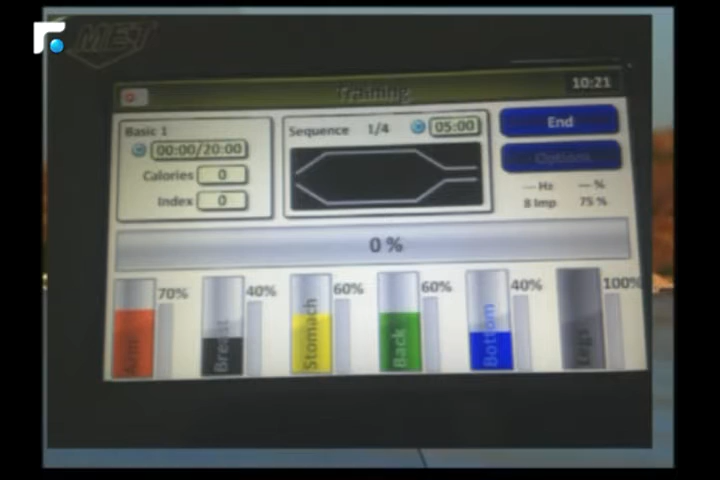 MET
Training 10:21
Basic 1
00:00/20:00
Calories 0
Index 0
Sequence 1/4 05:00
End
Options
--- Hz --- %
8 Imp 75 %
0 %
70% 40% 60% 60% 40% 100%
Arm Breast Stomach Back Bottom Legs